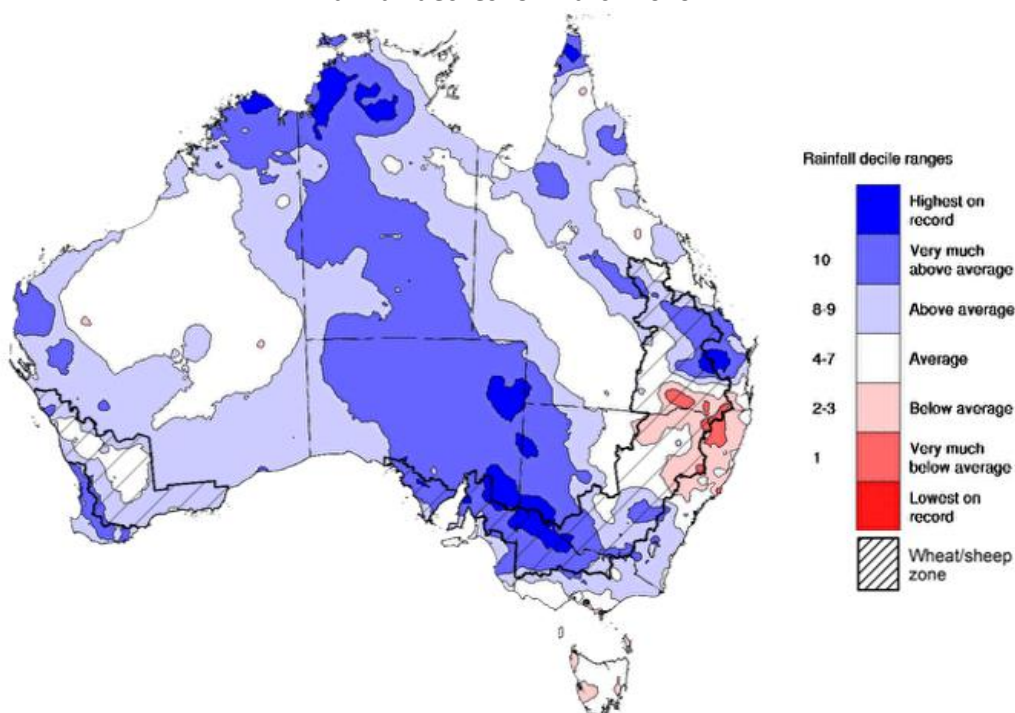 Rainfall decile ranges
Highest on
record
10
Very much
above average
8-9
Above average
4-7
Average
2-3
Below average
1
Very much
below average
Lowest on
record
Wheat/sheep
zone